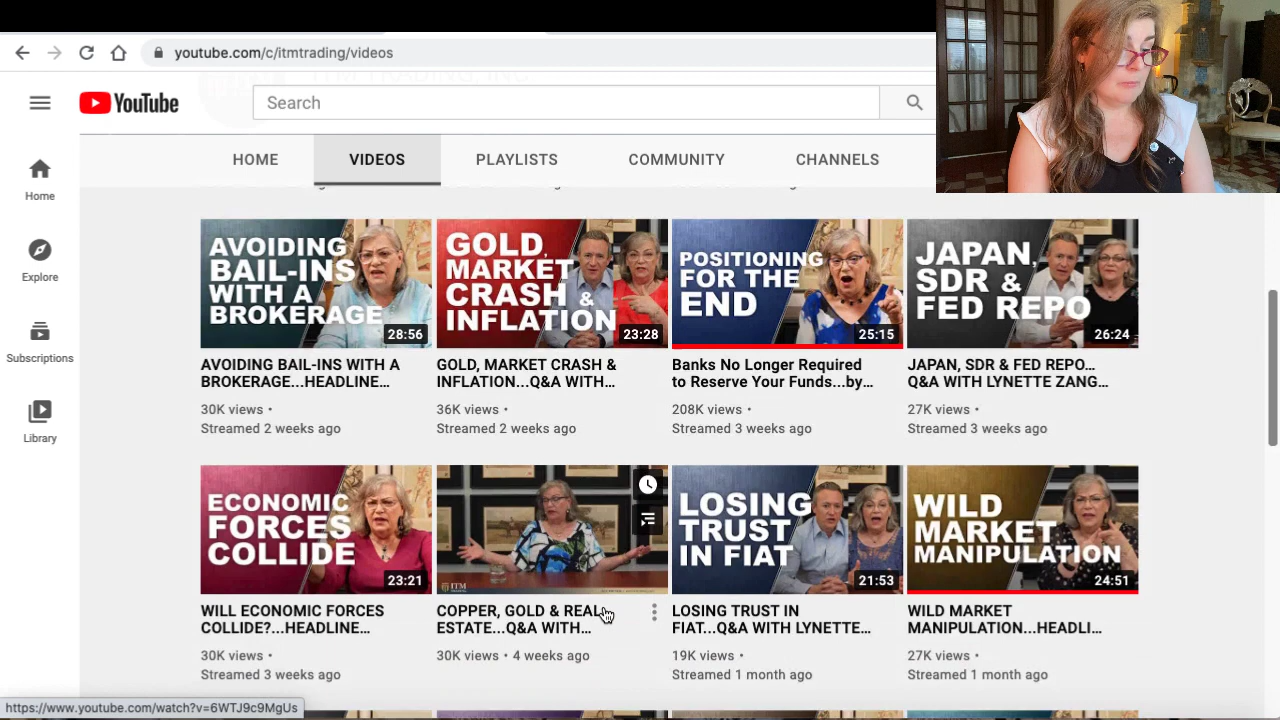 youtube.com/c/itmtrading/videos
ITM TRADING, INC
YouTube
Search
HOME
VIDEOS
PLAYLISTS
COMMUNITY
CHANNELS
Home
Explore
Subscriptions
Library
AVOIDING
BAIL-INS
WITH A
BROKERAGE
28:56
GOLD,
MARKET
CRASH &
INFLATION
23:28
POSITIONING
FOR THE
END
25:15
JAPAN,
SDR &
FED REPO
26:24
AVOIDING BAIL-INS WITH A
BROKERAGE...HEADLINE...
30K views •
Streamed 2 weeks ago
GOLD, MARKET CRASH &
INFLATION...Q&A WITH...
36K views •
Streamed 2 weeks ago
Banks No Longer Required
to Reserve Your Funds...by...
208K views •
Streamed 3 weeks ago
JAPAN, SDR & FED REPO...
Q&A WITH LYNETTE ZANG...
27K views •
Streamed 3 weeks ago
ECONOMIC
FORCES
COLLIDE
23:21
ITM
LOSING
TRUST
IN FIAT
21:53
WILD
MARKET
MANIPULATION
24:51
WILL ECONOMIC FORCES
COLLIDE?...HEADLINE...
30K views •
Streamed 3 weeks ago
COPPER, GOLD & REAL
ESTATE...Q&A WITH...
30K views • 4 weeks ago
LOSING TRUST IN
FIAT...Q&A WITH LYNETTE...
19K views •
Streamed 1 month ago
WILD MARKET
MANIPULATION...HEADLI...
27K views •
Streamed 1 month ago
https://www.youtube.com/watch?v=6WTJ9c9MgUs